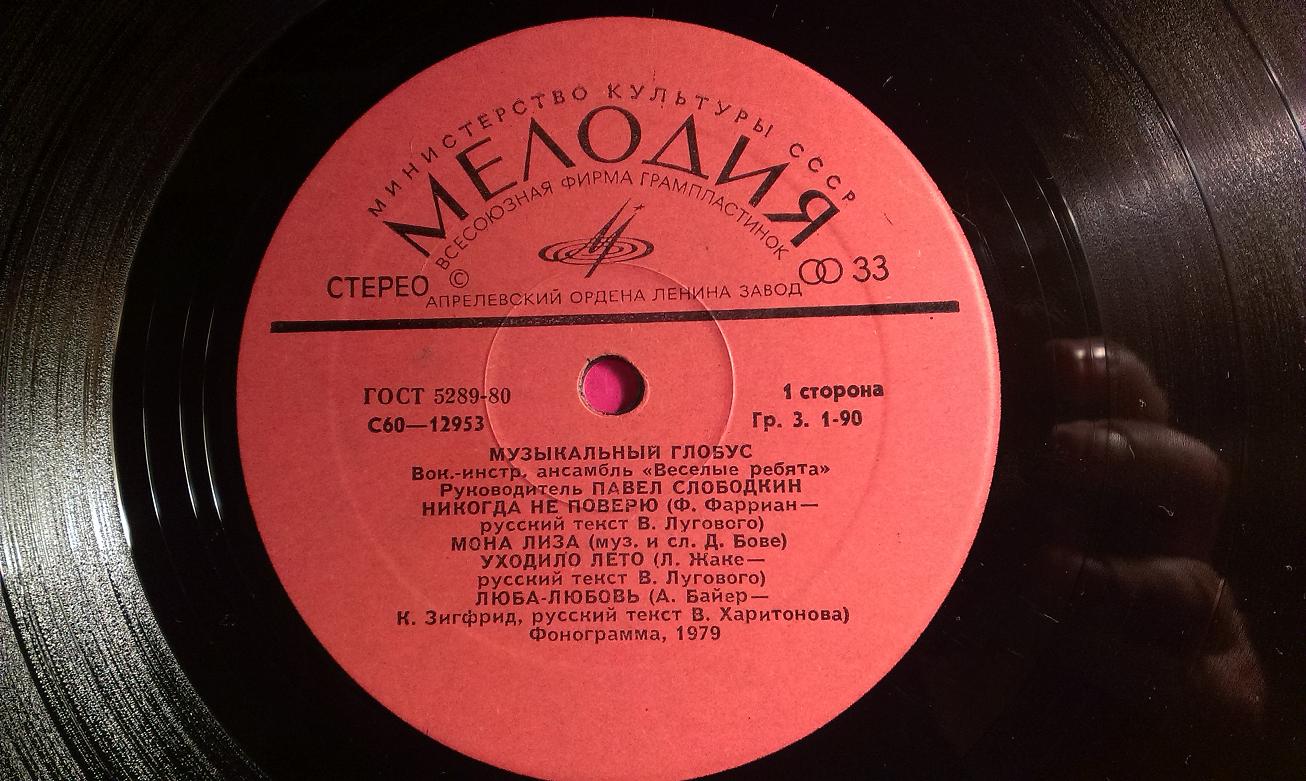 МИНИСТЕРСТВО КУЛЬТУРЫ СССР
МЕЛОДИЯ
ВСЕСОЮЗНАЯ ФИРМА ГРАМПЛАСТИНОК
СТЕРЕО © 33
АПРЕЛЕВСКИЙ ОРДЕНА ЛЕНИНА ЗАВОД
ГОСТ 5289-80 1 сторона
С60—12953 Гр. 3. 1-90
МУЗЫКАЛЬНЫЙ ГЛОБУС
Вок.-инстр. ансамбль «Веселые ребята»
Руководитель ПАВЕЛ СЛОБОДКИН
НИКОГДА НЕ ПОВЕРЮ (Ф. Фарриан—
русский текст В. Лугового)
МОНА ЛИЗА (муз. и сл. Д. Бове)
УХОДИЛО ЛЕТО (Л. Жаке—
русский текст В. Лугового)
ЛЮБА-ЛЮБОВЬ (А. Байер—
К. Зигфрид, русский текст В. Харитонова)
Фонограмма, 1979